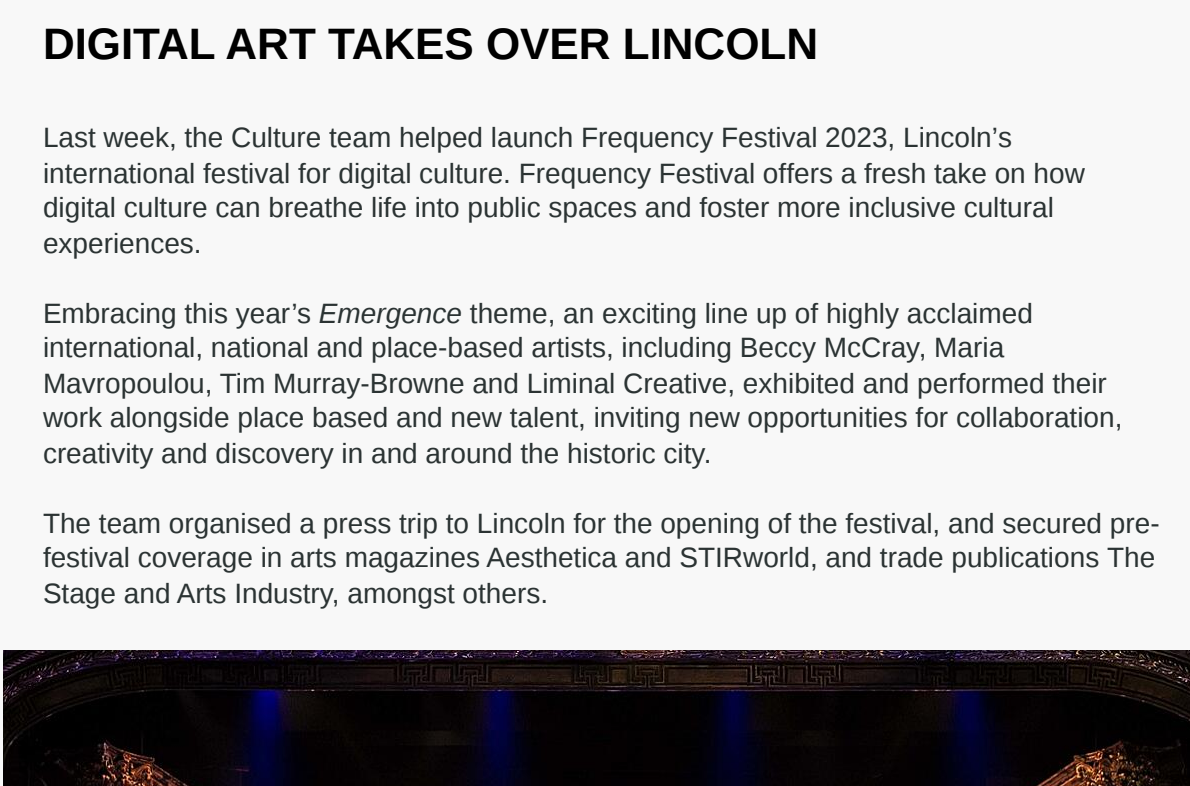 DIGITAL ART TAKES OVER LINCOLN
Last week, the Culture team helped launch Frequency Festival 2023, Lincoln’s
international festival for digital culture. Frequency Festival offers a fresh take on how
digital culture can breathe life into public spaces and foster more inclusive cultural
experiences.
Embracing this year’s Emergence theme, an exciting line up of highly acclaimed
international, national and place-based artists, including Beccy McCray, Maria
Mavropoulou, Tim Murray-Browne and Liminal Creative, exhibited and performed their
work alongside place based and new talent, inviting new opportunities for collaboration,
creativity and discovery in and around the historic city.
The team organised a press trip to Lincoln for the opening of the festival, and secured pre-
festival coverage in arts magazines Aesthetica and STIRworld, and trade publications The
Stage and Arts Industry, amongst others.